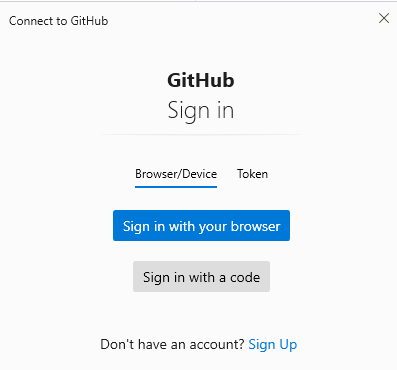 Connect to GitHub
GitHub
Sign in
Browser/Device Token
Sign in with your browser
Sign in with a code
Don't have an account? Sign Up